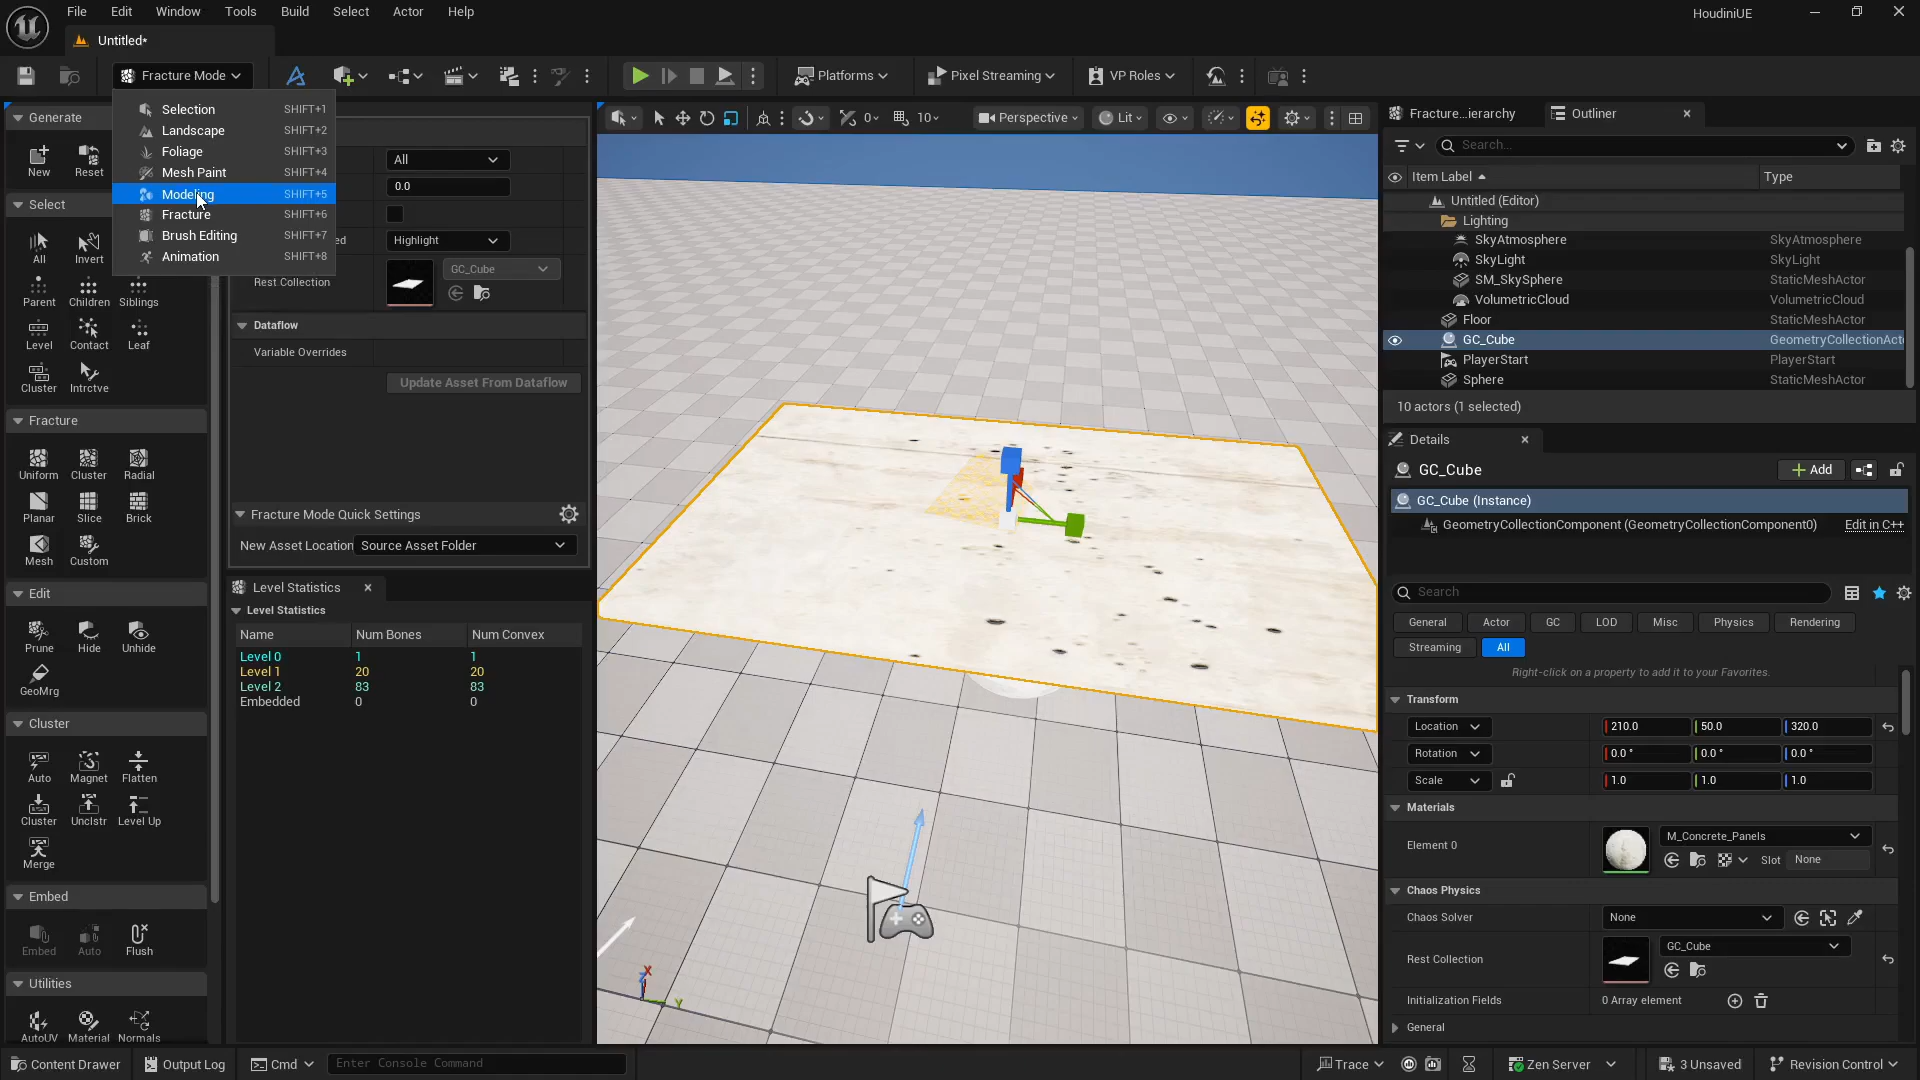 File Edit Window Tools Build Select Actor Help
HoudiniUE
Untitled*
Fracture Mode
Platforms
Pixel Streaming
VP Roles
Selection SHIFT+1
Landscape SHIFT+2
Foliage SHIFT+3
Mesh Paint SHIFT+4
Modeling SHIFT+5
Fracture SHIFT+6
Brush Editing SHIFT+7
Animation SHIFT+8
Generate
New Reset
Select
All Invert
Parent Children Siblings
Level Contact Leaf
Cluster Intrctve
Fracture
Uniform Cluster Radial
Planar Slice Brick
Mesh Custom
Edit
Prune Hide Unhide
GeoMrg
Cluster
Auto Magnet Flatten
Cluster Unclstr Level Up
Merge
Embed
Embed Auto Flush
Utilities
AutoUV Material Normals
All
0.0
ed Highlight
GC_Cube
Rest Collection
Dataflow
Variable Overrides
Update Asset From Dataflow
Fracture Mode Quick Settings
New Asset Location Source Asset Folder
Level Statistics
Level Statistics
Name Num Bones Num Convex
Level 0 1 1
Level 1 20 20
Level 2 83 83
Embedded 0 0
0 10 Perspective Lit
X
Y
Fracture...ierarchy Outliner
Search...
Item Label Type
Untitled (Editor)
Lighting
SkyAtmosphere SkyAtmosphere
SkyLight SkyLight
SM_SkySphere StaticMeshActor
VolumetricCloud VolumetricCloud
Floor StaticMeshActor
GC_Cube GeometryCollectionActo
PlayerStart PlayerStart
Sphere StaticMeshActor
10 actors (1 selected)
Details
GC_Cube Add
GC_Cube (Instance)
GeometryCollectionComponent (GeometryCollectionComponent0) Edit in C++
Search
General Actor GC LOD Misc Physics Rendering
Streaming All
Right-click on a property to add it to your Favorites.
Transform
Location 210.0 50.0 320.0
Rotation 0.0 ° 0.0 ° 0.0 °
Scale 1.0 1.0 1.0
Materials
Element 0 M_Concrete_Panels
Slot None
Chaos Physics
Chaos Solver None
Rest Collection GC_Cube
Initialization Fields 0 Array element
General
Content Drawer Output Log Cmd Enter Console Command
Trace Zen Server 3 Unsaved Revision Control